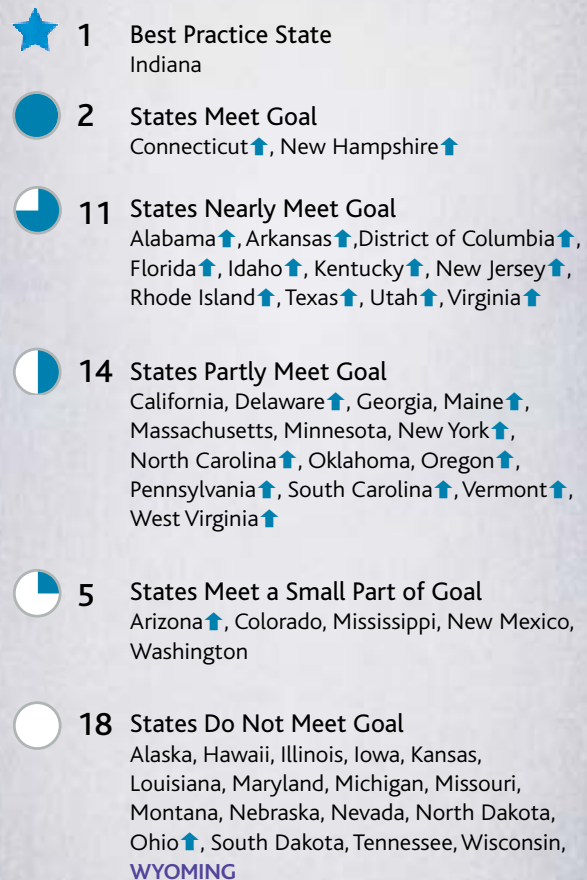 1 Best Practice State
Indiana
2 States Meet Goal
Connecticut⬆, New Hampshire⬆
11 States Nearly Meet Goal
Alabama⬆, Arkansas⬆,District of Columbia⬆,
Florida⬆, Idaho⬆, Kentucky⬆, New Jersey⬆,
Rhode Island⬆, Texas⬆, Utah⬆, Virginia⬆
14 States Partly Meet Goal
California, Delaware⬆, Georgia, Maine⬆,
Massachusetts, Minnesota, New York⬆,
North Carolina⬆, Oklahoma, Oregon⬆,
Pennsylvania⬆, South Carolina⬆, Vermont⬆,
West Virginia⬆
5 States Meet a Small Part of Goal
Arizona⬆, Colorado, Mississippi, New Mexico,
Washington
18 States Do Not Meet Goal
Alaska, Hawaii, Illinois, Iowa, Kansas,
Louisiana, Maryland, Michigan, Missouri,
Montana, Nebraska, Nevada, North Dakota,
Ohio⬆, South Dakota, Tennessee, Wisconsin,
WYOMING